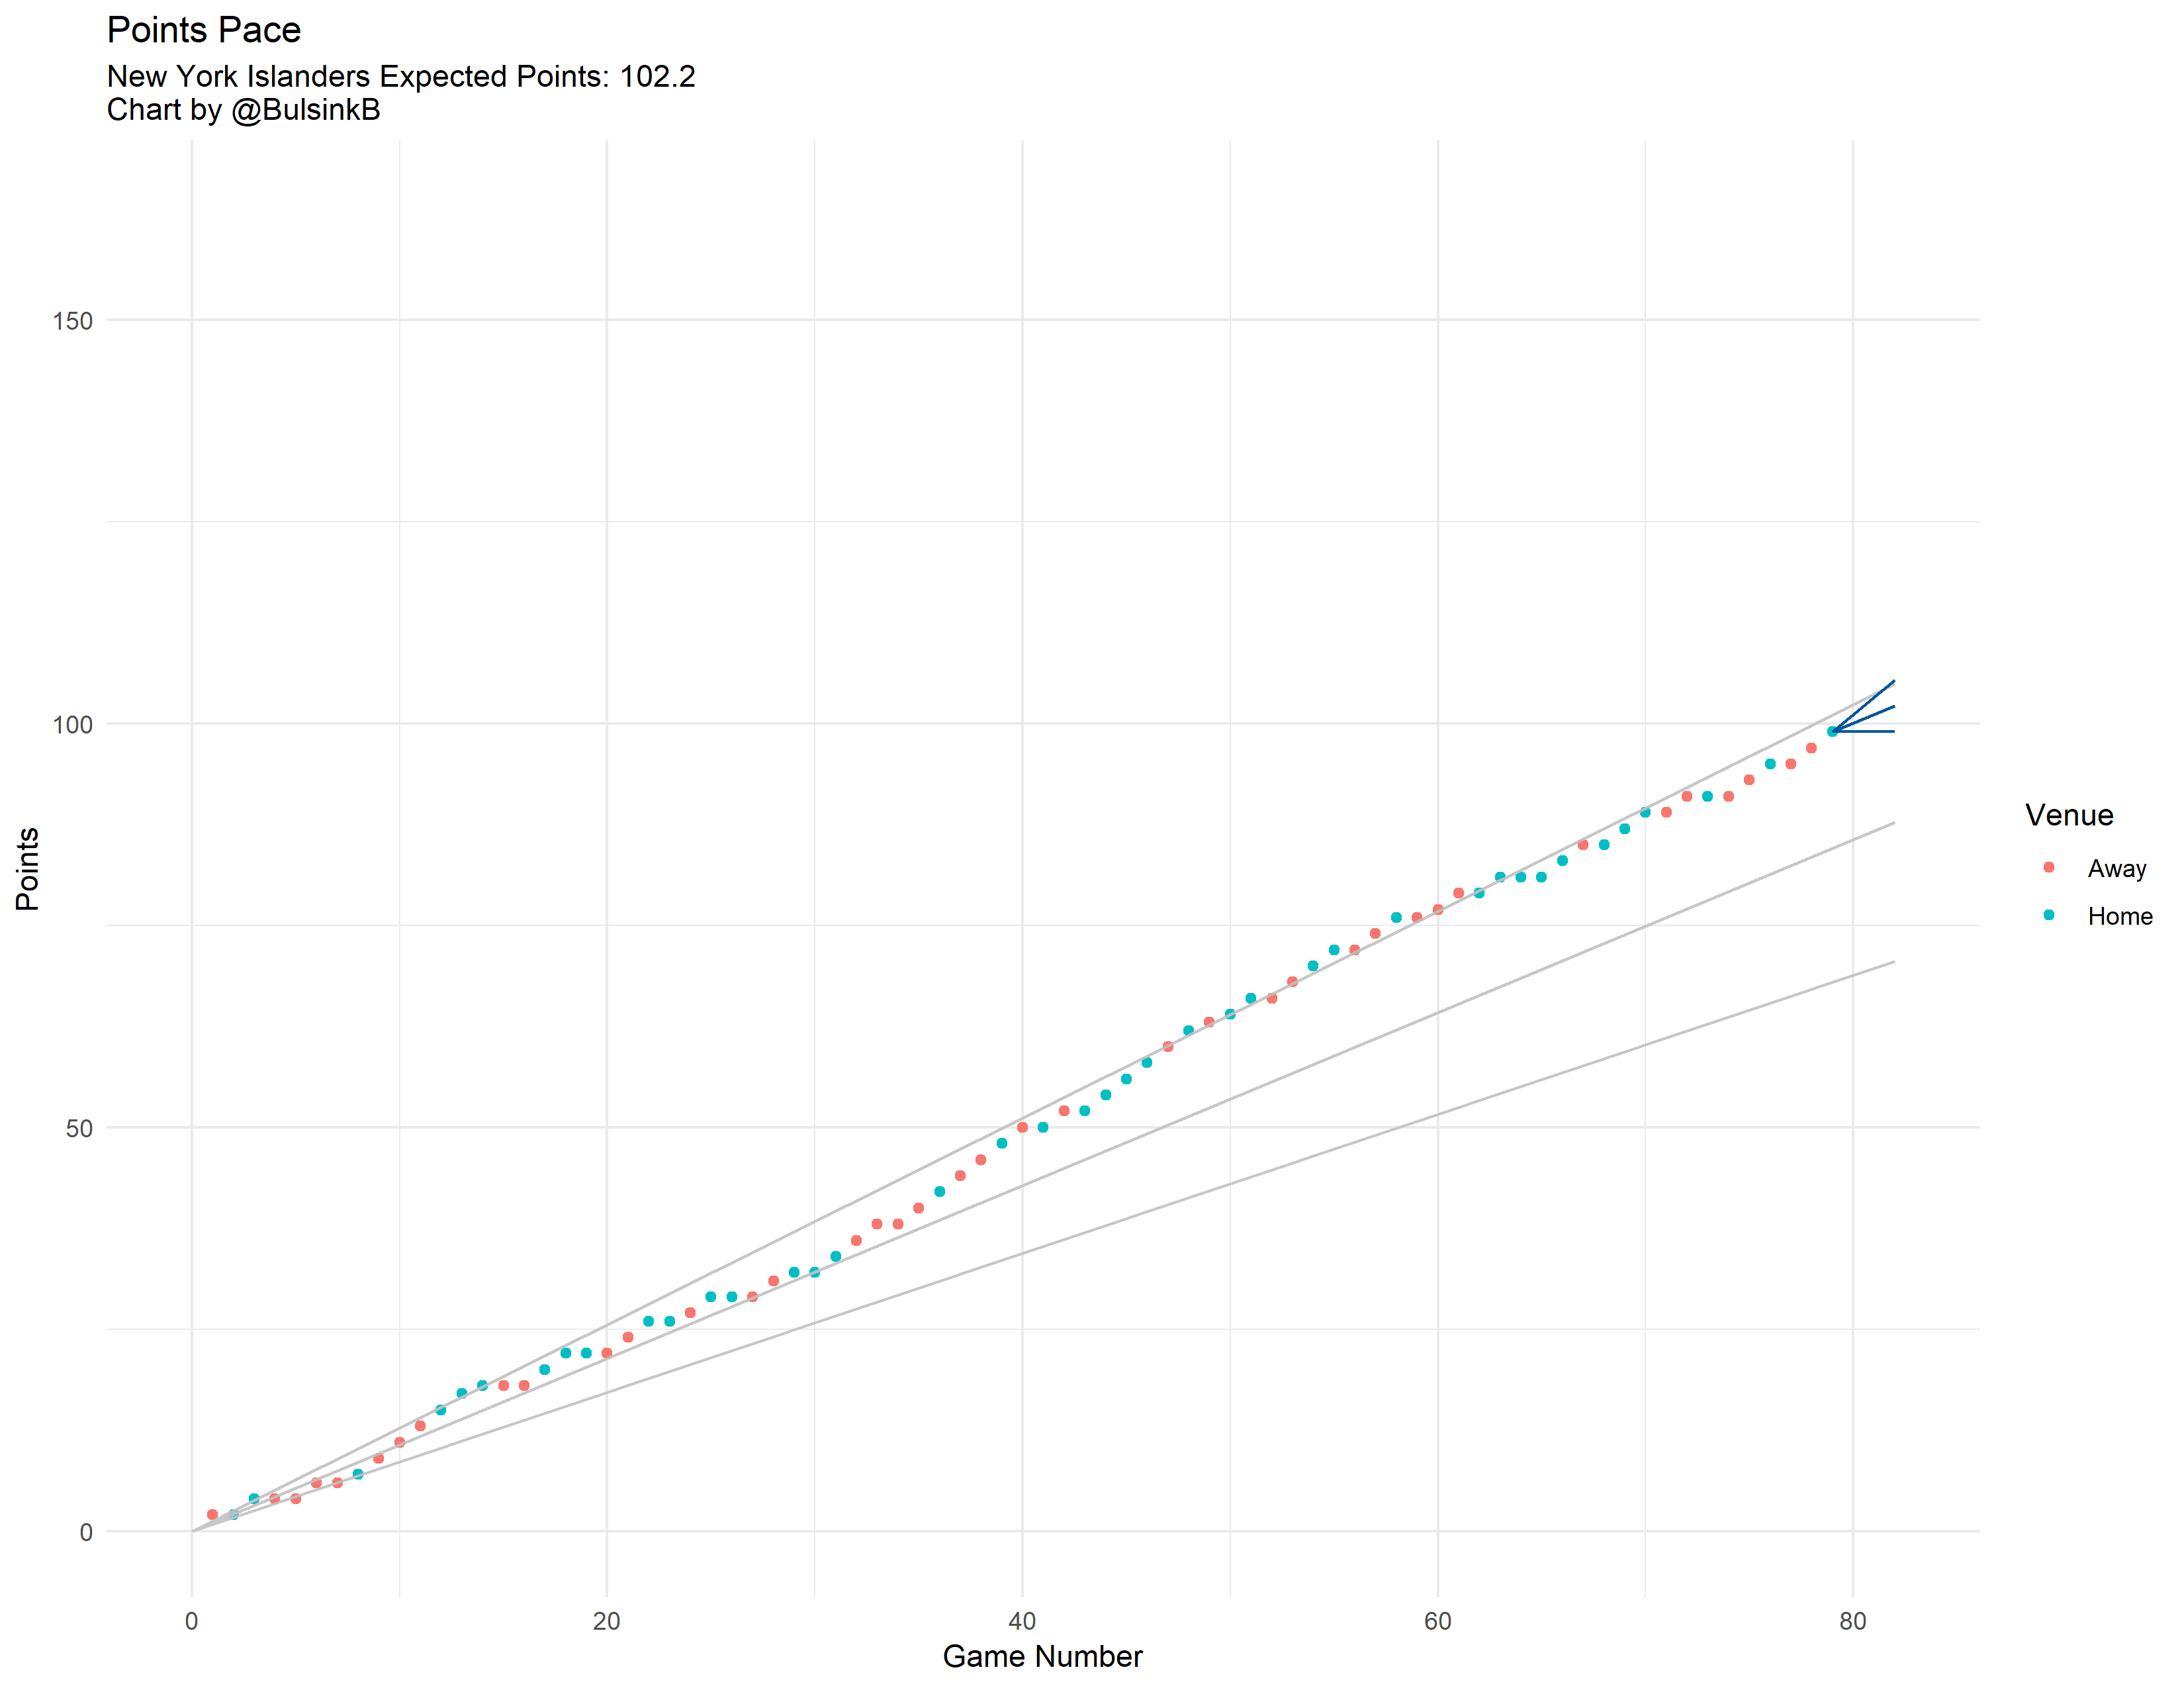 Points Pace
New York Islanders Expected Points: 102.2
Chart by @BulsinkB
150
100
50
0
Points
0 20 40 60 80
Game Number
Venue
Away
Home